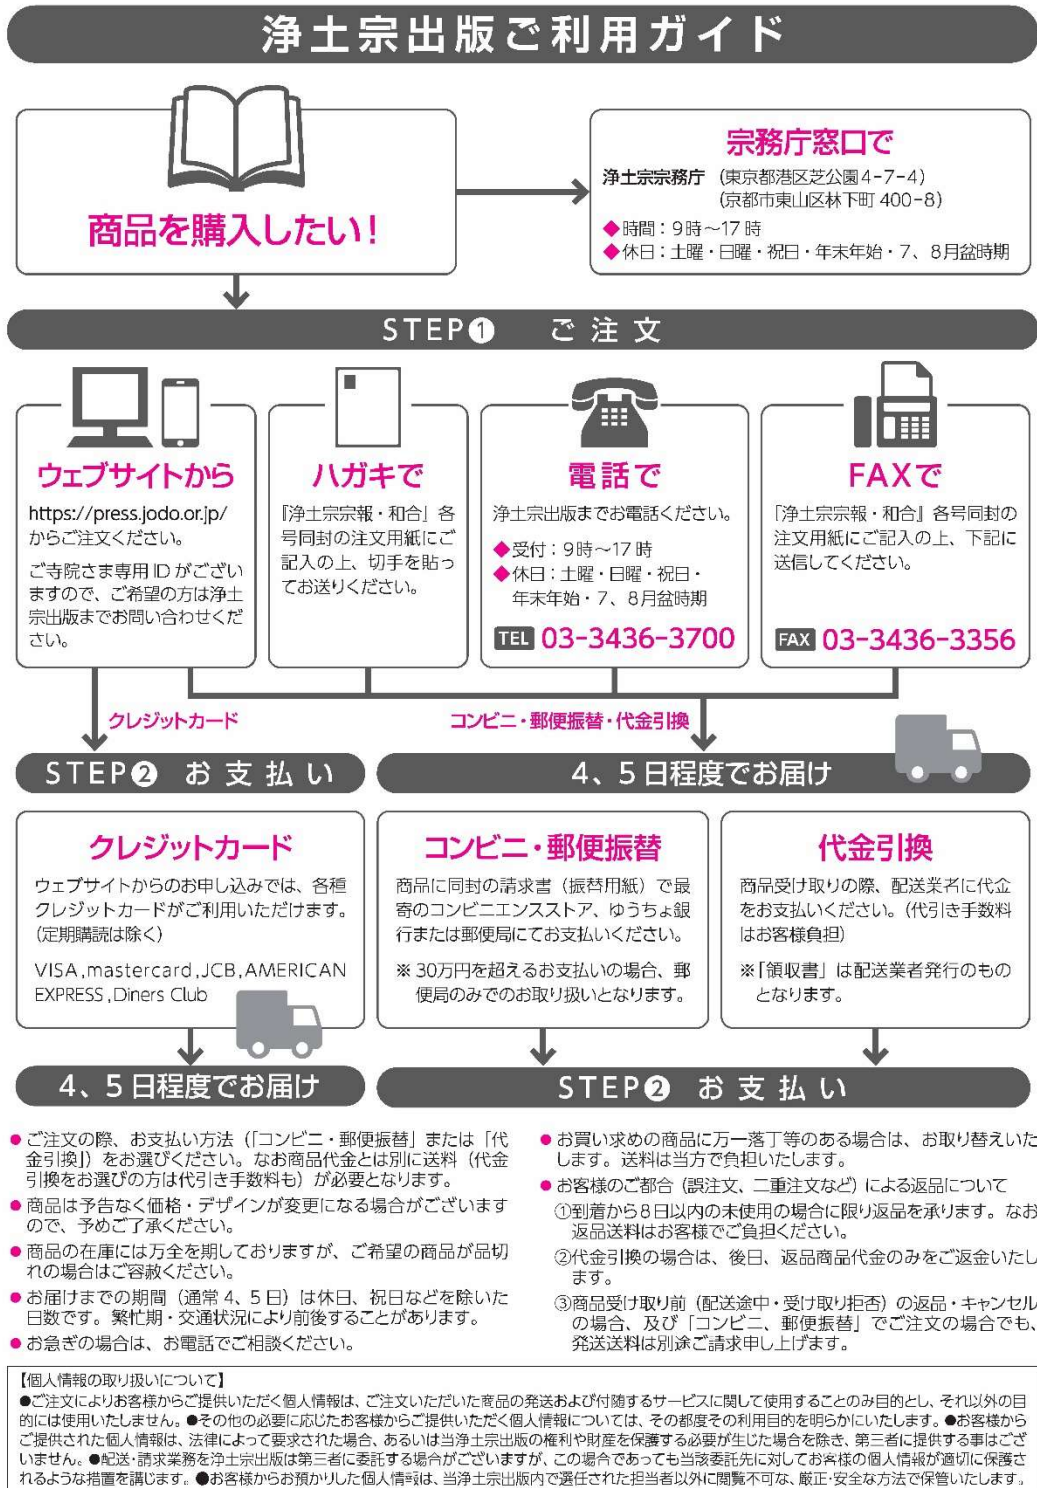 浄土宗出版ご利用ガイド
商品を購入したい!
宗務庁窓口で
浄土宗宗務庁 (東京都港区芝公園4-7-4)
(京都市東山区林下町400-8)
◆時間：9時～17時
◆休日：土曜・日曜・祝日・年末年始・7、8月盆時期
STEP❶ ご注文
ウェブサイトから
https://press.jodo.or.jp/
からご注文ください。
ご寺院さま専用IDがござい
ますので、ご希望の方は浄土
宗出版までお問い合わせくだ
さい。
ハガキで
『浄土宗宗報・和合』各
号同封の注文用紙にご
記入の上、切手を貼っ
てお送りください。
電話で
浄土宗出版までお電話ください。
◆受付：9時～17時
◆休日：土曜・日曜・祝日・
年末年始・7、8月盆時期
TEL 03-3436-3700
FAXで
『浄土宗宗報・和合』各号同封の
注文用紙にご記入の上、下記に
送信してください。
FAX 03-3436-3356
クレジットカード
コンビニ・郵便振替・代金引換
STEP❷ お支払い
4、5日程度でお届け
クレジットカード
ウェブサイトからのお申し込みでは、各種
クレジットカードがご利用いただけます。
(定期購読は除く)
VISA,mastercard,JCB,AMERICAN
EXPRESS,Diners Club
コンビニ・郵便振替
商品に同封の請求書（振替用紙）で最
寄のコンビニエンスストア、ゆうちょ銀
行または郵便局にてお支払いください。
※30万円を超えるお支払いの場合、郵
便局のみでのお取り扱いとなります。
代金引換
商品受け取りの際、配送業者に代金
をお支払いください。(代引き手数料
はお客様負担)
※「領収書」は配送業者発行のもの
となります。
4、5日程度でお届け
STEP❷ お支払い
●ご注文の際、お支払い方法（「コンビニ・郵便振替」または「代
金引換」）をお選びください。なお商品代金とは別に送料（代金
引換をお選びの方は代引き手数料も）が必要となります。
●商品は予告なく価格・デザインが変更になる場合がございます
ので、予めご了承ください。
●商品の在庫には万全を期しておりますが、ご希望の商品が品切
れの場合はご容赦ください。
●お届けまでの期間（通常4、5日）は休日、祝日などを除いた
日数です。繁忙期・交通状況により前後することがあります。
●お急ぎの場合は、お電話でご相談ください。
●お買い求めの商品に万一落丁等のある場合は、お取り替えいた
します。送料は当方で負担いたします。
●お客様のご都合（誤注文、二重注文など）による返品について
①到着から8日以内の未使用の場合に限り返品を承ります。なお
返品送料はお客様でご負担ください。
②代金引換の場合は、後日、返品商品代金のみをご返金いたし
ます。
③商品受け取り前（配送途中・受け取り拒否）の返品・キャンセル
の場合、及び「コンビニ、郵便振替」でご注文の場合でも、
発送送料は別途ご請求申し上げます。
【個人情報の取り扱いについて】
●ご注文によりお客様からご提供いただく個人情報は、ご注文いただいた商品の発送および付随するサービスに関して使用することのみ目的とし、それ以外の目
的には使用いたしません。●その他の必要に応じたお客様からご提供いただく個人情報については、その都度その利用目的を明らかにいたします。●お客様から
ご提供された個人情報は、法律によって要求された場合、あるいは当浄土宗出版の権利や財産を保護する必要が生じた場合を除き、第三者に提供する事はござ
いません。●配送・請求業務を浄土宗出版は第三者に委託する場合がございますが、この場合であっても当該委託先に対してお客様の個人情報が適切に保護さ
れるような措置を講じます。●お客様からお預かりした個人情報は、当浄土宗出版内で選任された担当者以外に閲覧不可な、厳正・安全な方法で保管いたします。